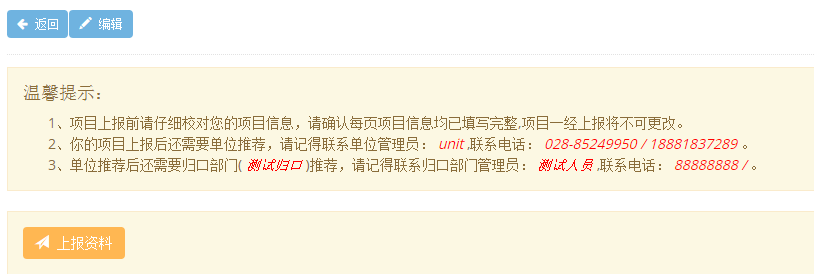 返回 编辑
温馨提示：
1、项目上报前请仔细校对您的项目信息，请确认每页项目信息均已填写完整,项目一经上报将不可更改。
2、你的项目上报后还需要单位推荐，请记得联系单位管理员： unit ,联系电话： 028-85249950 / 18881837289 。
3、单位推荐后还需要归口部门( 测试归口 )推荐，请记得联系归口部门管理员： 测试人员 ,联系电话： 88888888 / 。
上报资料